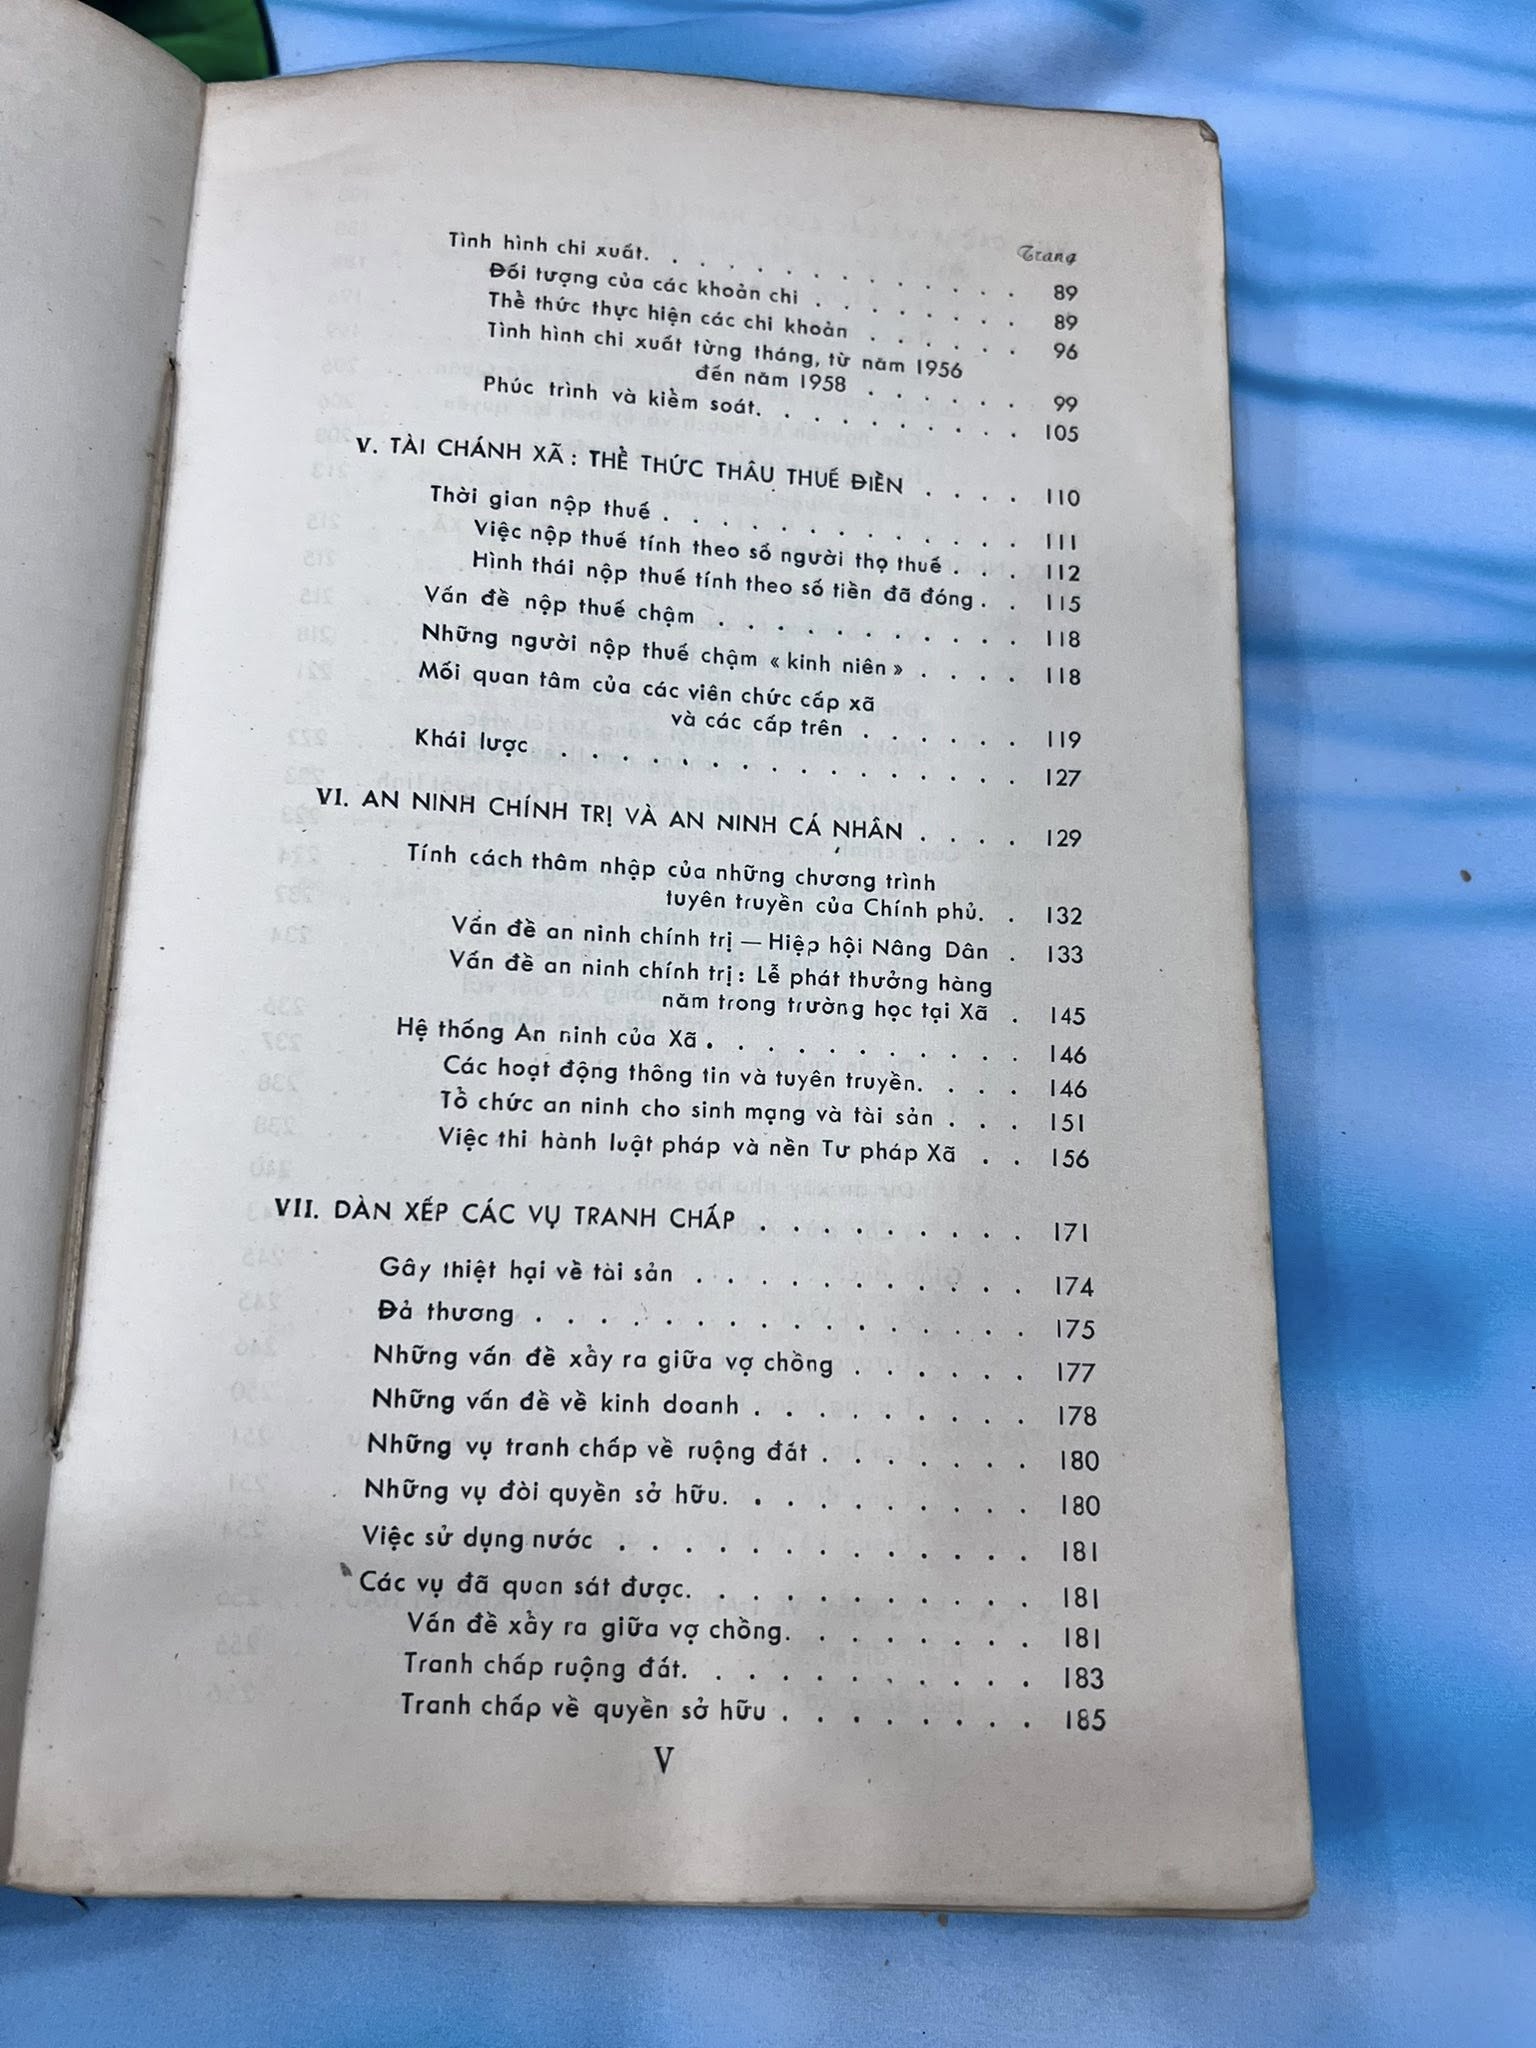 Trang
Tình hình chi xuất. . . . . . . . . . . . . 89
Đối tượng của các khoản chi . . . . . . . 89
Thể thức thực hiện các chi khoản . . . . . . 96
Tình hình chi xuất từng tháng, từ năm 1956
đến năm 1958 . . . . . . 99
Phúc trình và kiểm soát. . . . . . . . . . 105
V. TÀI CHÁNH XÃ : THỂ THỨC THÂU THUẾ ĐIỀN . . . . 110
Thời gian nộp thuế . . . . . . . . . . . . . 111
Việc nộp thuế tính theo số người thọ thuế . . . 112
Hình thái nộp thuế tính theo số tiền đã đóng . . 115
Vấn đề nộp thuế chậm . . . . . . . . . . . 118
Những người nộp thuế chậm « kinh niên » . . . . 118
Mối quan tâm của các viên chức cấp xã
và các cấp trên . . . . . . 119
Khái lược . . . . . . . . . . . . . . . . 127
VI. AN NINH CHÍNH TRỊ VÀ AN NINH CÁ NHÂN . . . . 129
Tính cách thâm nhập của những chương trình
tuyên truyền của Chính phủ. . 132
Vấn đề an ninh chính trị — Hiệp hội Nâng Dân . 133
Vấn đề an ninh chính trị : Lễ phát thưởng hàng
năm trong trường học tại Xã . 145
Hệ thống An ninh của Xã . . . . . . . . . . . 146
Các hoạt động thông tin và tuyên truyền. . . . 146
Tổ chức an ninh cho sinh mạng và tài sản . . . 151
Việc thi hành luật pháp và nền Tư pháp Xã . . 156
VII. DÀN XẾP CÁC VỤ TRANH CHẤP . . . . . . . . . 171
Gây thiệt hại về tài sản . . . . . . . . . . . 174
Đả thương . . . . . . . . . . . . . . . . 175
Những vấn đề xẩy ra giữa vợ chồng . . . . . . 177
Những vấn đề về kinh doanh . . . . . . . . . 178
Những vụ tranh chấp về ruộng đất . . . . . . . 180
Những vụ đòi quyền sở hữu. . . . . . . . . . 180
Việc sử dụng nước . . . . . . . . . . . . . 181
Các vụ đã quan sát được. . . . . . . . . . . 181
Vấn đề xẩy ra giữa vợ chồng. . . . . . . . 181
Tranh chấp ruộng đất. . . . . . . . . . . 183
Tranh chấp về quyền sở hữu . . . . . . . . 185
V